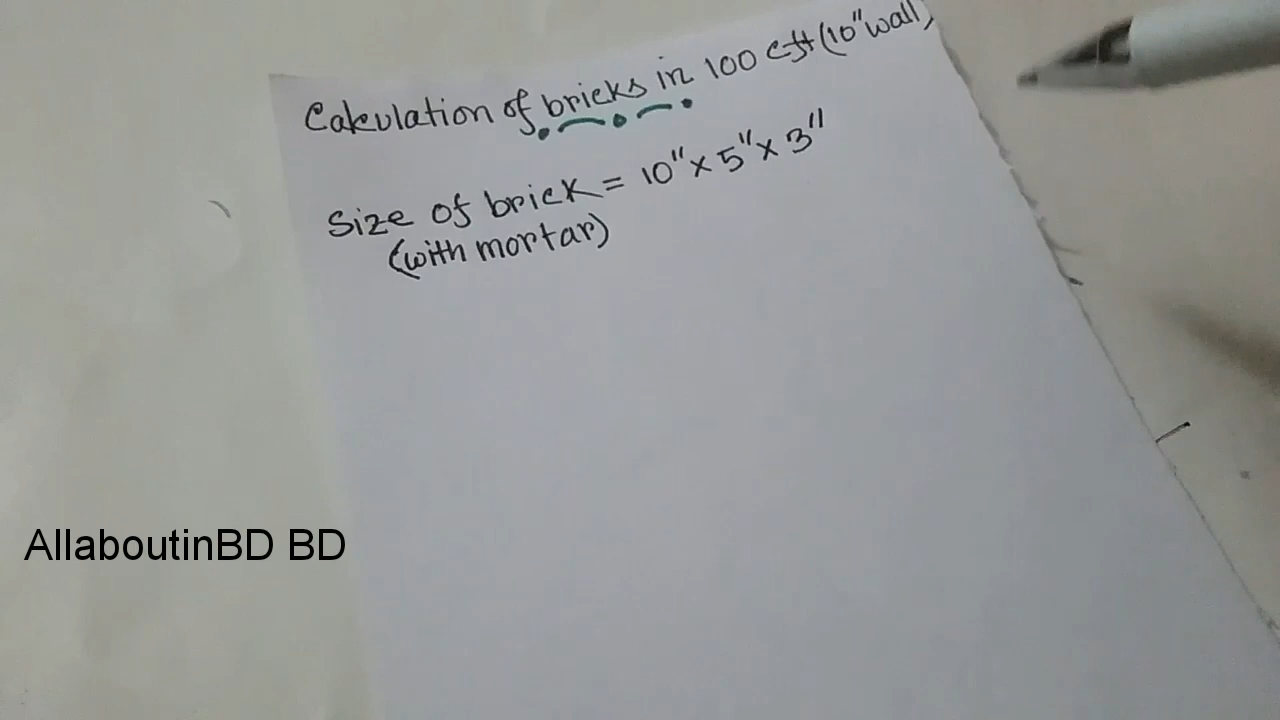 Calculation of bricks in 100 cft (10" wall)
Size of brick = 10" x 5" x 3"
(with mortar)
AllaboutinBD BD